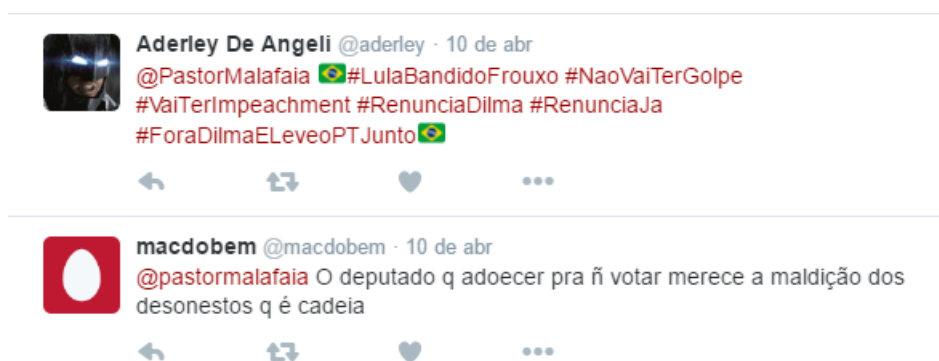 Aderley De Angeli @aderley · 10 de abr
@PastorMalafaia 🇧🇷#LulaBandidoFrouxo #NaoVaiTerGolpe
#VaiTerImpeachment #RenunciaDilma #RenunciaJa
#ForaDilmaELeveoPTJunto🇧🇷
macdobem @macdobem · 10 de abr
@pastormalafaia O deputado q adoecer pra ñ votar merece a maldição dos
desonestos q é cadeia